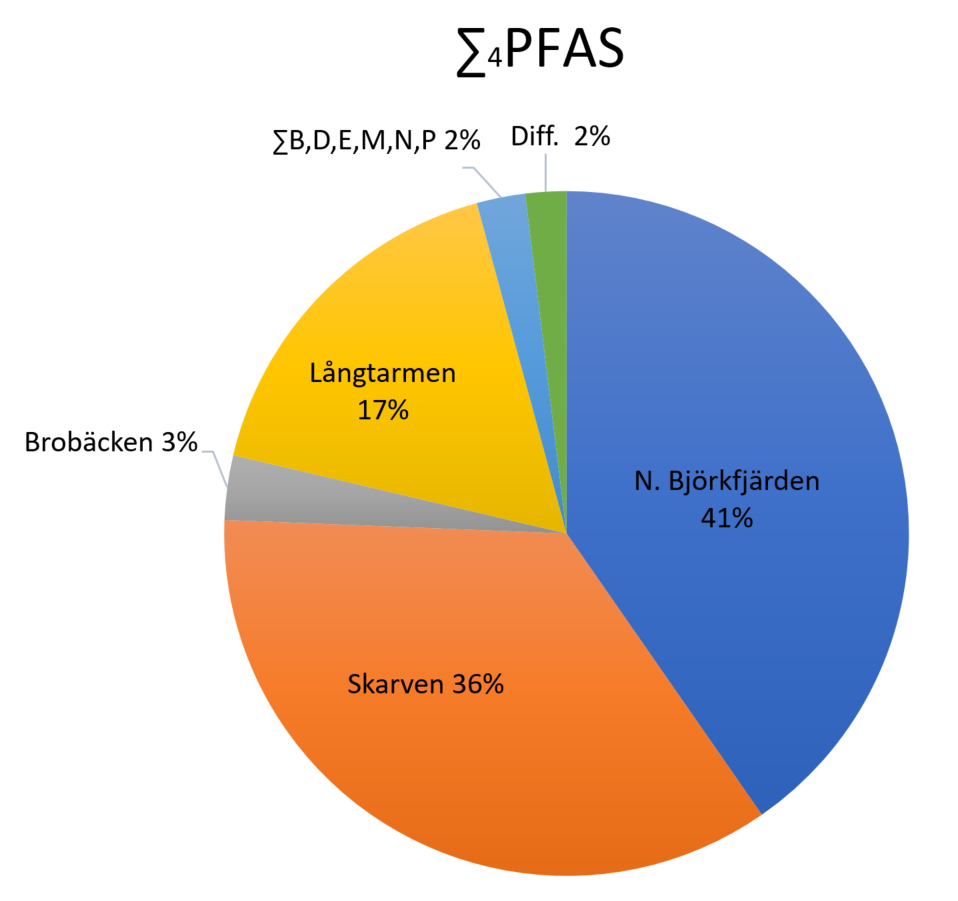 ∑₄PFAS
∑B,D,E,M,N,P 2%
Diff. 2%
Långtarmen
17%
Brobäcken 3%
N. Björkfjärden
41%
Skarven 36%